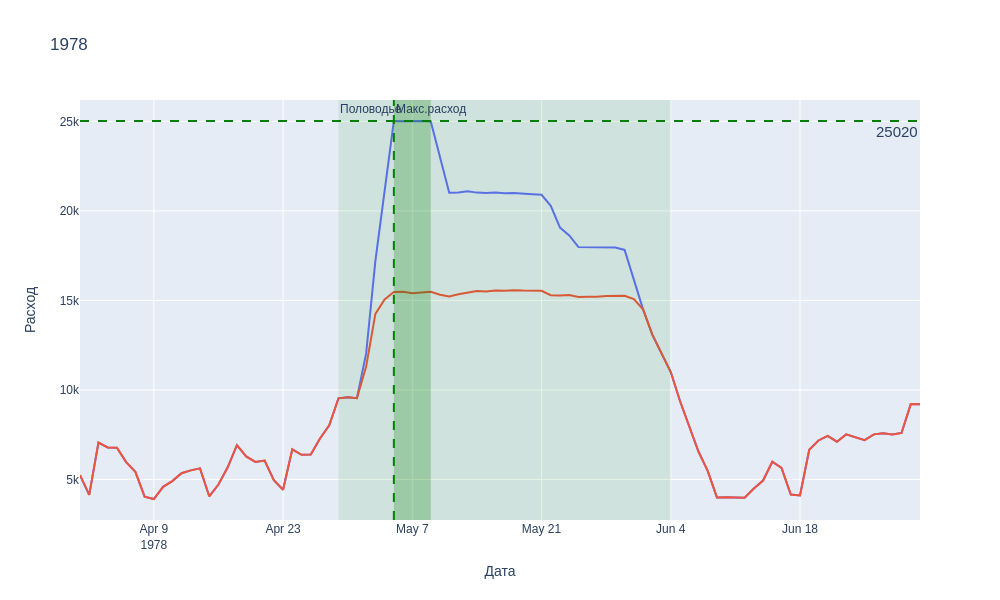 1978
Половодье
Макс.расход
25020
25k
20k
15k
10k
5k
Расход
Apr 9
1978
Apr 23
May 7
May 21
Jun 4
Jun 18
Дата